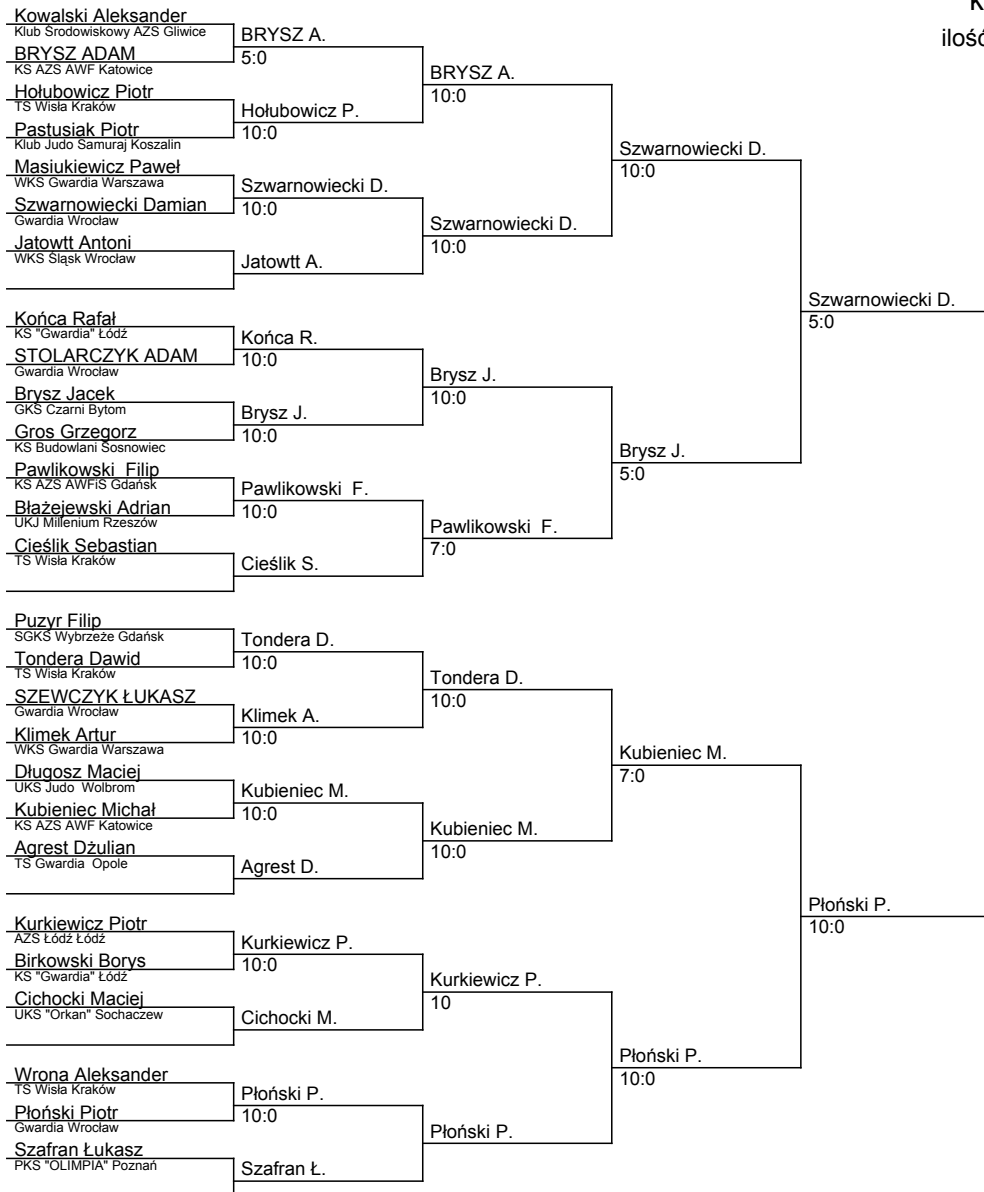 K
ilość
Kowalski Aleksander
Klub Środowiskowy AZS Gliwice
BRYSZ ADAM
KS AZS AWF Katowice
Hołubowicz Piotr
TS Wisła Kraków
Pastusiak Piotr
Klub Judo Samuraj Koszalin
Masiukiewicz Paweł
WKS Gwardia Warszawa
Szwarnowiecki Damian
Gwardia Wrocław
Jatowtt Antoni
WKS Śląsk Wrocław
Końca Rafał
KS "Gwardia" Łódź
STOLARCZYK ADAM
Gwardia Wrocław
Brysz Jacek
GKS Czarni Bytom
Gros Grzegorz
KS Budowlani Sosnowiec
Pawlikowski  Filip
KS AZS AWFiS Gdańsk
Błażejewski Adrian
UKJ Millenium Rzeszów
Cieślik Sebastian
TS Wisła Kraków
Puzyr Filip
SGKS Wybrzeże Gdańsk
Tondera Dawid
TS Wisła Kraków
SZEWCZYK ŁUKASZ
Gwardia Wrocław
Klimek Artur
WKS Gwardia Warszawa
Długosz Maciej
UKS Judo  Wolbrom
Kubieniec Michał
KS AZS AWF Katowice
Agrest Dżulian
TS Gwardia  Opole
Kurkiewicz Piotr
AZS Łódź Łódź
Birkowski Borys
KS "Gwardia" Łódź
Cichocki Maciej
UKS "Orkan" Sochaczew
Wrona Aleksander
TS Wisła Kraków
Płoński Piotr
Gwardia Wrocław
Szafran Łukasz
PKS "OLIMPIA" Poznań
BRYSZ A.
5:0
Hołubowicz P.
10:0
Szwarnowiecki D.
10:0
Jatowtt A.
Końca R.
10:0
Brysz J.
10:0
Pawlikowski  F.
10:0
Cieślik S.
Tondera D.
10:0
Klimek A.
10:0
Kubieniec M.
10:0
Agrest D.
Kurkiewicz P.
10:0
Cichocki M.
Płoński P.
10:0
Szafran Ł.
BRYSZ A.
10:0
Szwarnowiecki D.
10:0
Brysz J.
10:0
Pawlikowski  F.
7:0
Tondera D.
10:0
Kubieniec M.
10:0
Kurkiewicz P.
10
Płoński P.
Szwarnowiecki D.
10:0
Brysz J.
5:0
Kubieniec M.
7:0
Płoński P.
10:0
Szwarnowiecki D.
5:0
Płoński P.
10:0